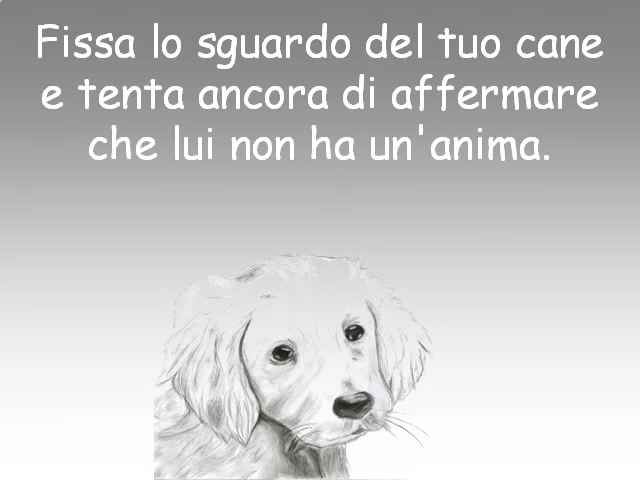 Fissa lo sguardo del tuo cane
e tenta ancora di affermare
che lui non ha un'anima.